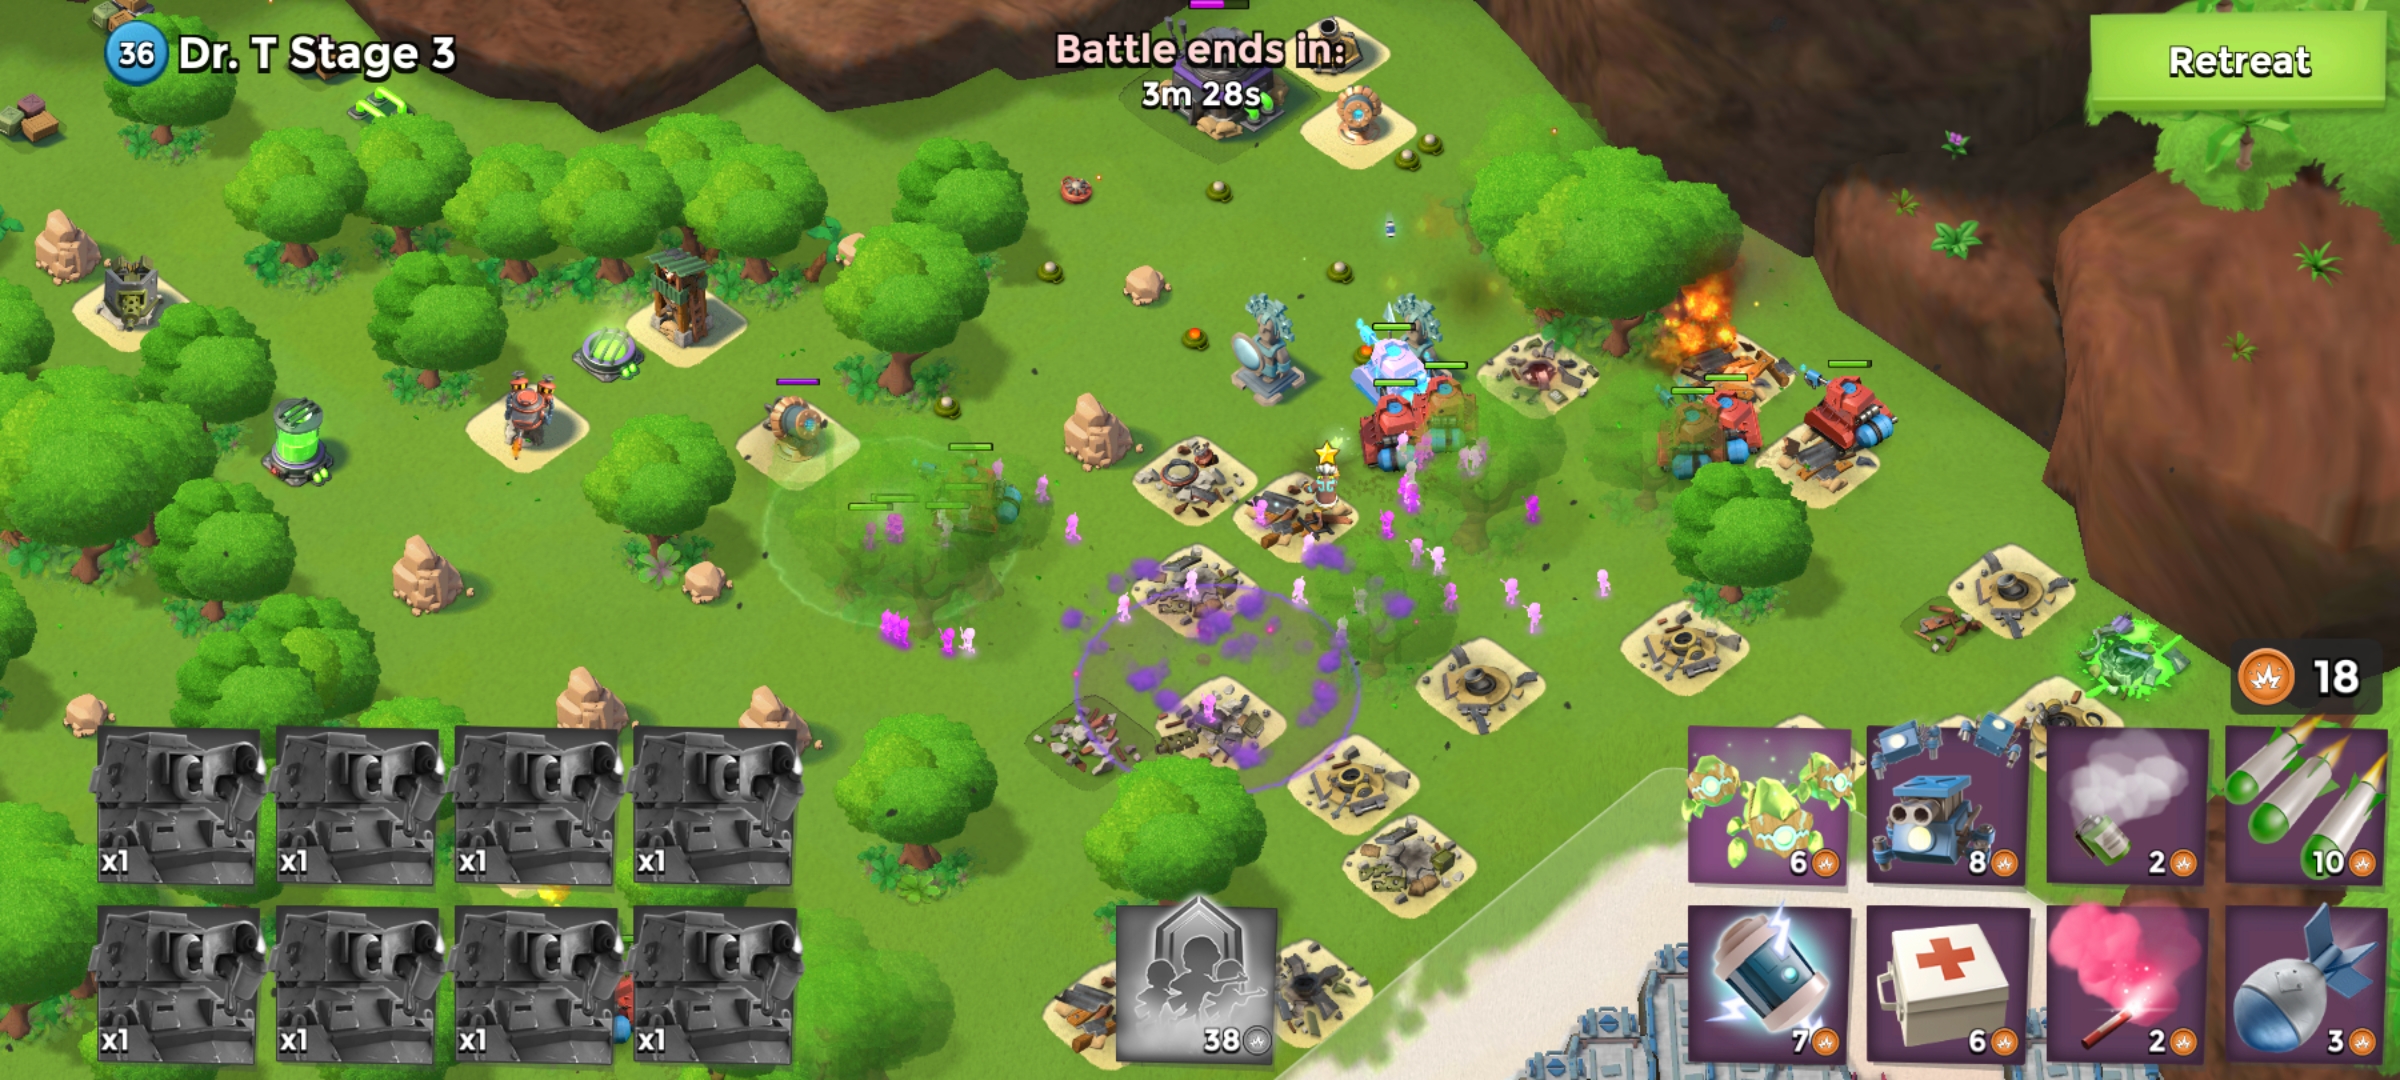 36 Dr. T Stage 3
Battle ends in:
3m 28s
Retreat
18
x1 x1 x1 x1
6 8 2 10
x1 x1 x1 x1
38
7 6 2 3